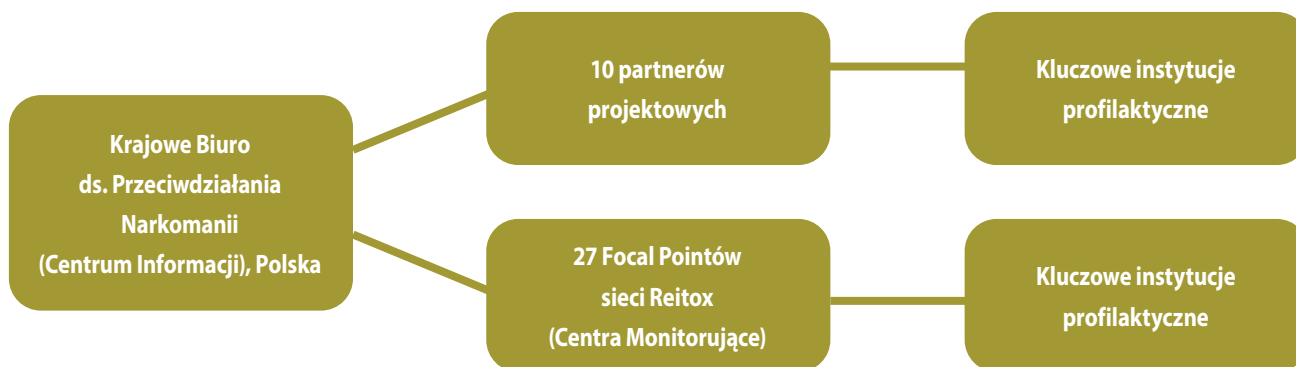 Krajowe Biuro
ds. Przeciwdziałania
Narkomanii
(Centrum Informacji), Polska
10 partnerów
projektowych
Kluczowe instytucje
profilaktyczne
27 Focal Pointów
sieci Reitox
(Centra Monitorujące)
Kluczowe instytucje
profilaktyczne